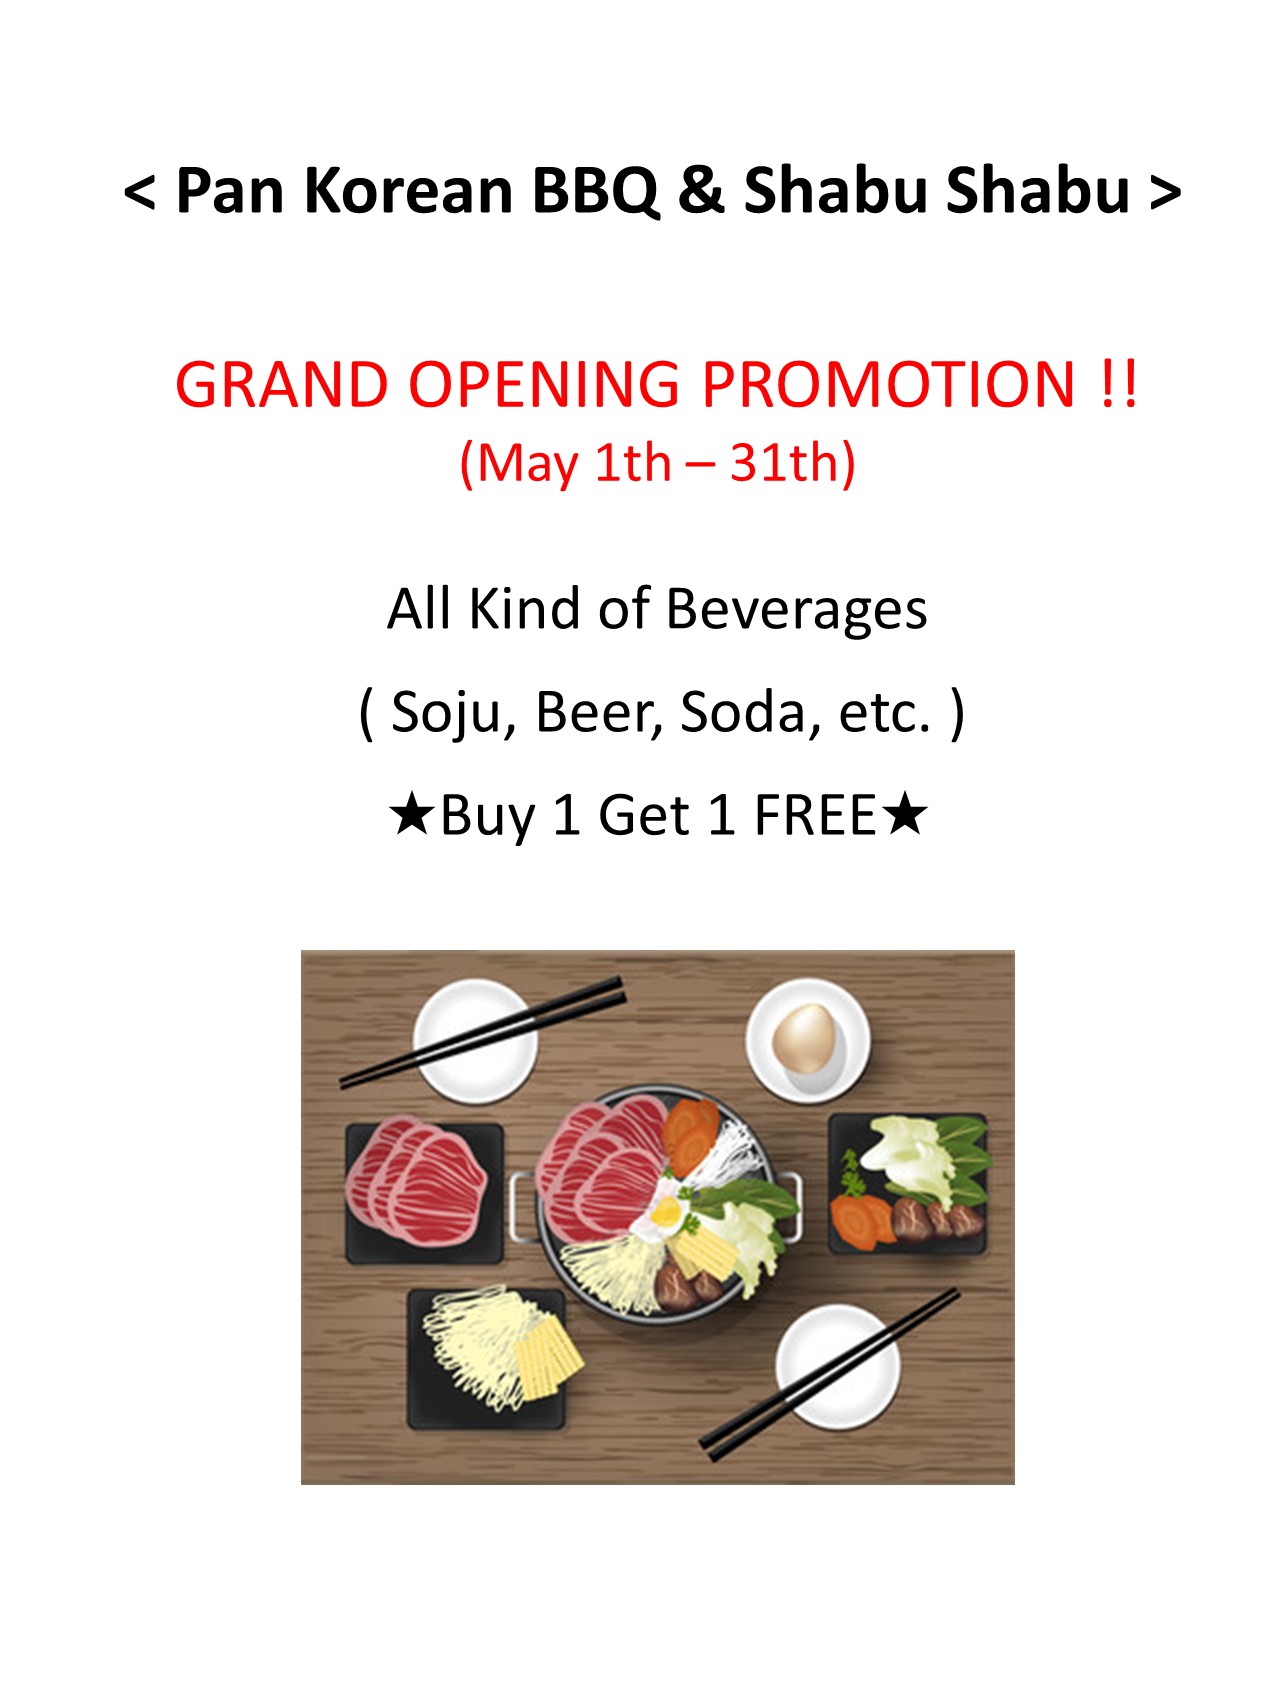 < Pan Korean BBQ & Shabu Shabu >
GRAND OPENING PROMOTION !!
(May 1th – 31th)
All Kind of Beverages
( Soju, Beer, Soda, etc. )
★Buy 1 Get 1 FREE★